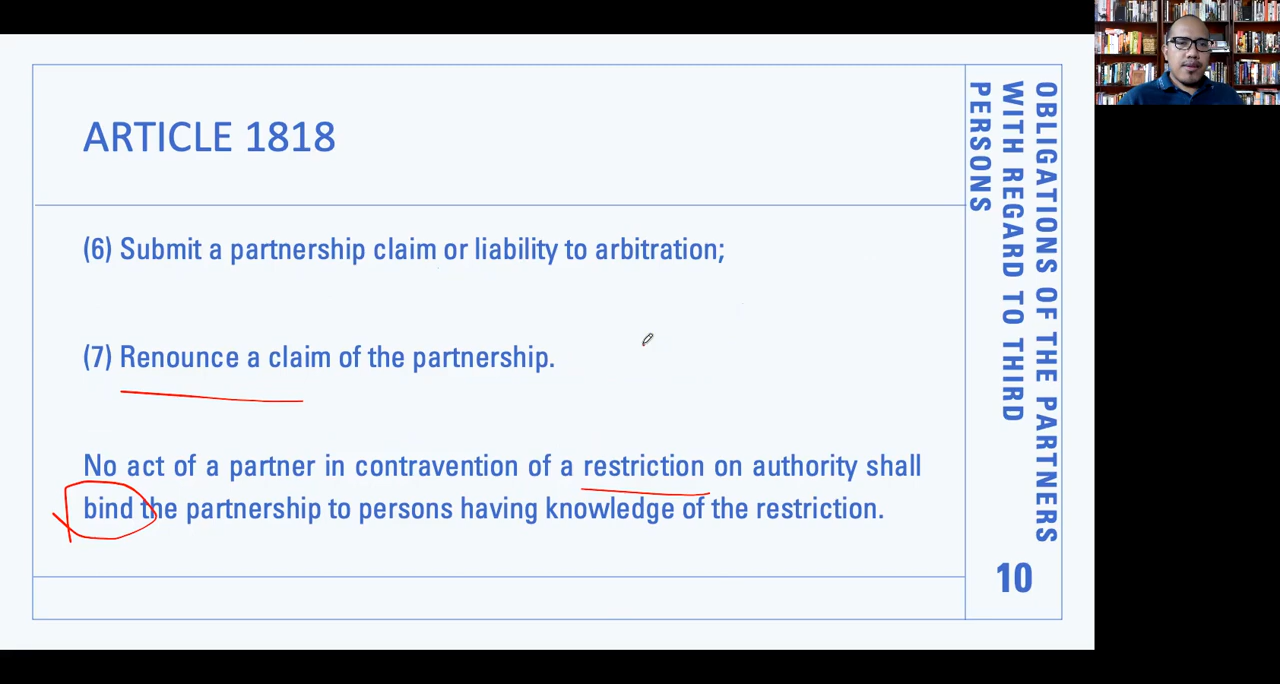 ARTICLE 1818
(6) Submit a partnership claim or liability to arbitration;
(7) Renounce a claim of the partnership.
No act of a partner in contravention of a restriction on authority shall
bind the partnership to persons having knowledge of the restriction.
OBLIGATIONS OF THE PARTNERS
WITH REGARD TO THIRD
PERSONS
10